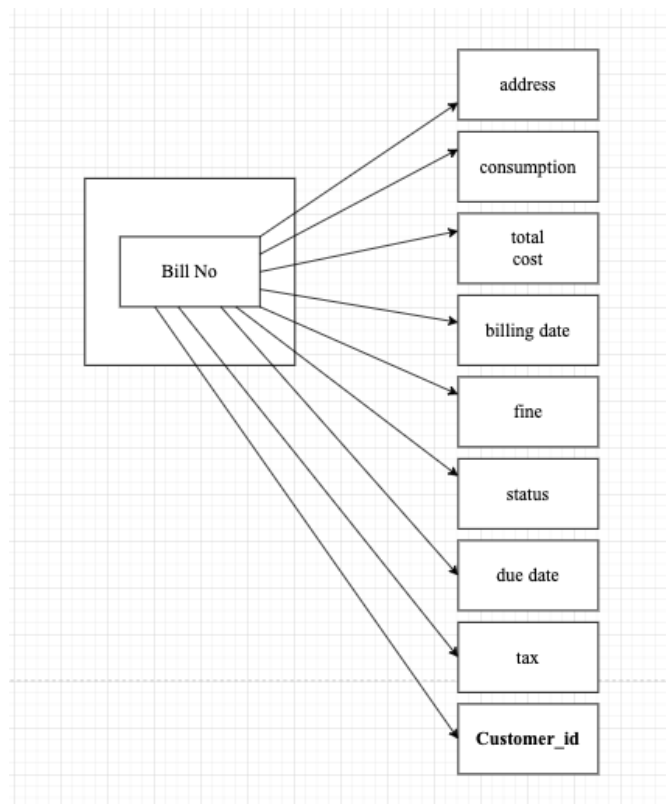 address
consumption
total
cost
Bill No
billing date
fine
status
due date
tax
Customer_id